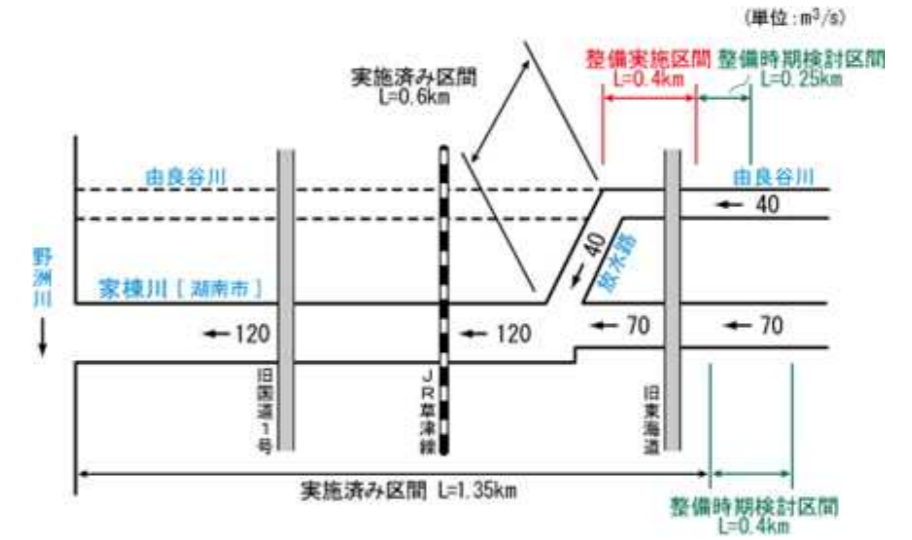 (単位:m³/s)
整備実施区間
L=0.4km
整備時期検討区間
L=0.25km
実施済み区間
L=0.6km
由良谷川
由良谷川
← 40
← 40
放水路
野洲川
家棟川 [ 湖南市 ]
← 120
← 120
← 70
← 70
旧国道1号
JR草津線
旧東海道
実施済み区間 L=1.35km
整備時期検討区間
L=0.4km